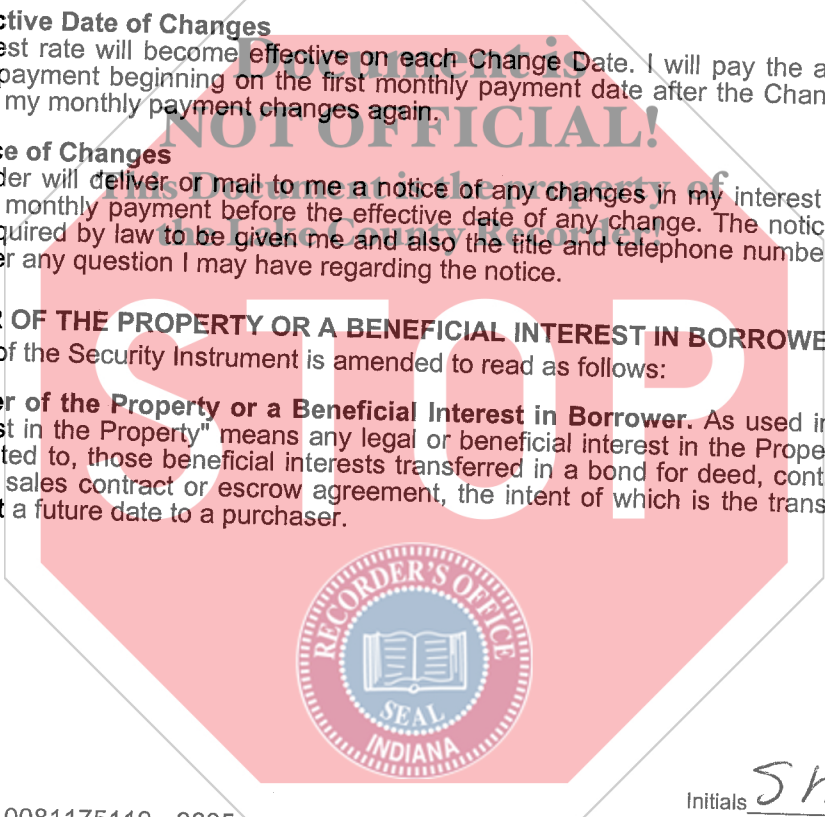 ctive Date of Changes
est rate will become effective on each Change Date. I will pay the a
payment beginning on the first monthly payment date after the Chan
my monthly payment changes again.
Document is
NOT OFFICIAL!
ce of Changes
der will deliver or mail to me a notice of any changes in my interest
This Document is the property of
monthly payment before the effective date of any change. The notic
the Lake County Recorder!
quired by law to be given me and also the title and telephone numbe
er any question I may have regarding the notice.
STOP
R OF THE PROPERTY OR A BENEFICIAL INTEREST IN BORROWE
of the Security Instrument is amended to read as follows:
er of the Property or a Beneficial Interest in Borrower. As used in
st in the Property" means any legal or beneficial interest in the Prope
ted to, those beneficial interests transferred in a bond for deed, cont
sales contract or escrow agreement, the intent of which is the trans
t a future date to a purchaser.
RECORDER'S OFFICE
SEAL
INDIANA
Initials